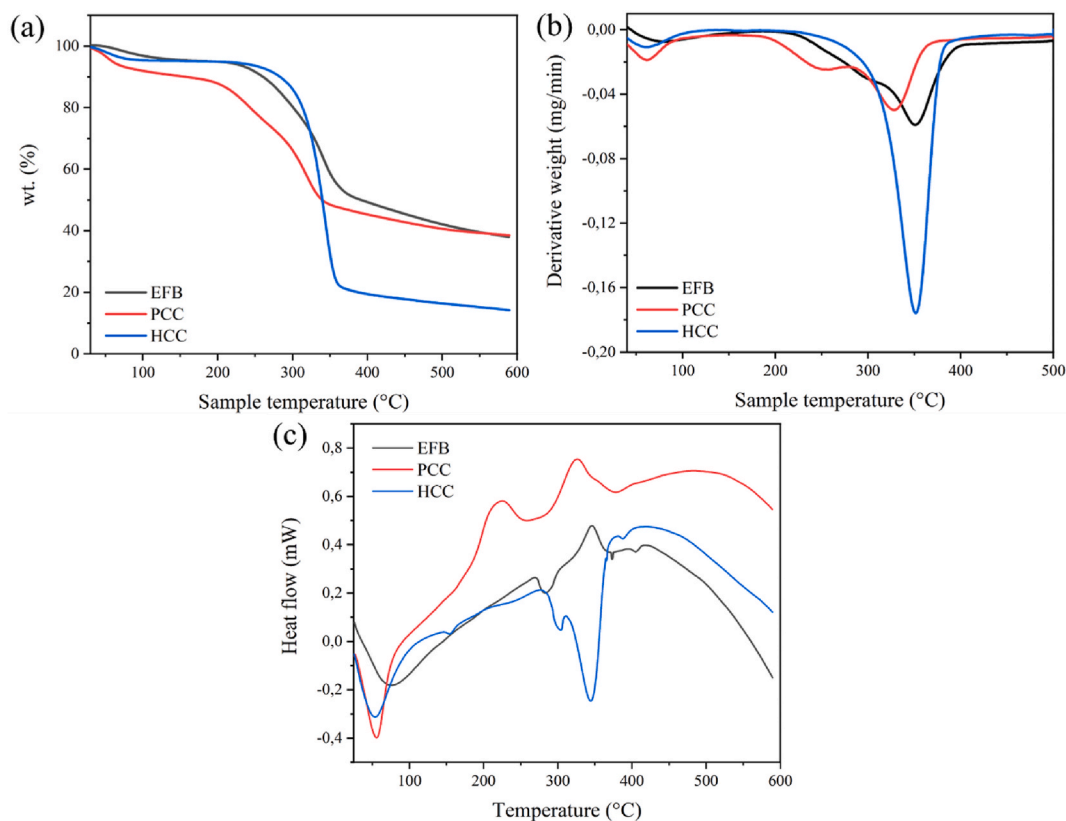 (a)
100
80
60
40
20
0
wt. (%)
EFB
PCC
HCC
100 200 300 400 500 600
Sample temperature (°C)
(b)
0,00
-0,04
-0,08
-0,12
-0,16
-0,20
Derivative weight (mg/min)
EFB
PCC
HCC
100 200 300 400 500
Sample temperature (°C)
(c)
0,8
0,6
0,4
0,2
0,0
-0,2
-0,4
Heat flow (mW)
EFB
PCC
HCC
100 200 300 400 500 600
Temperature (°C)